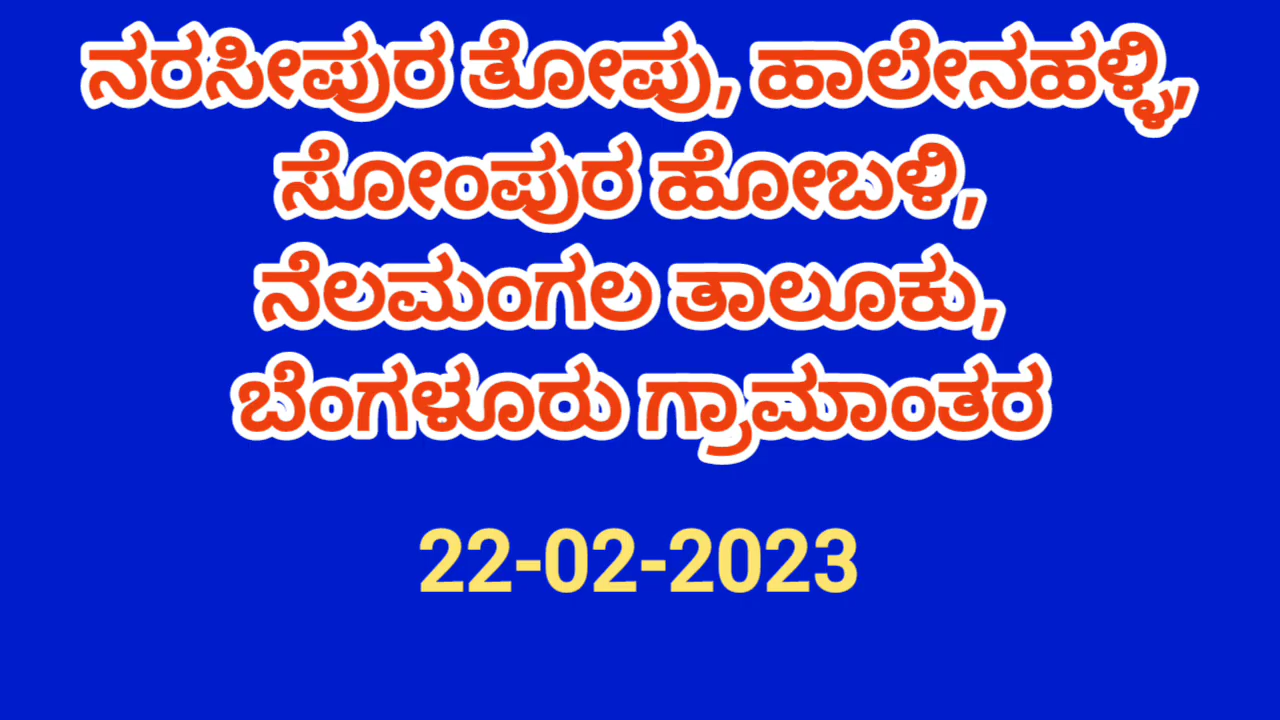 ನರಸೀಪುರ ತೋಪು, ಹಾಲೇನಹಳ್ಳಿ,
ಸೋಂಪುರ ಹೋಬಳಿ,
ನೆಲಮಂಗಲ ತಾಲೂಕು,
ಬೆಂಗಳೂರು ಗ್ರಾಮಾಂತರ
22-02-2023